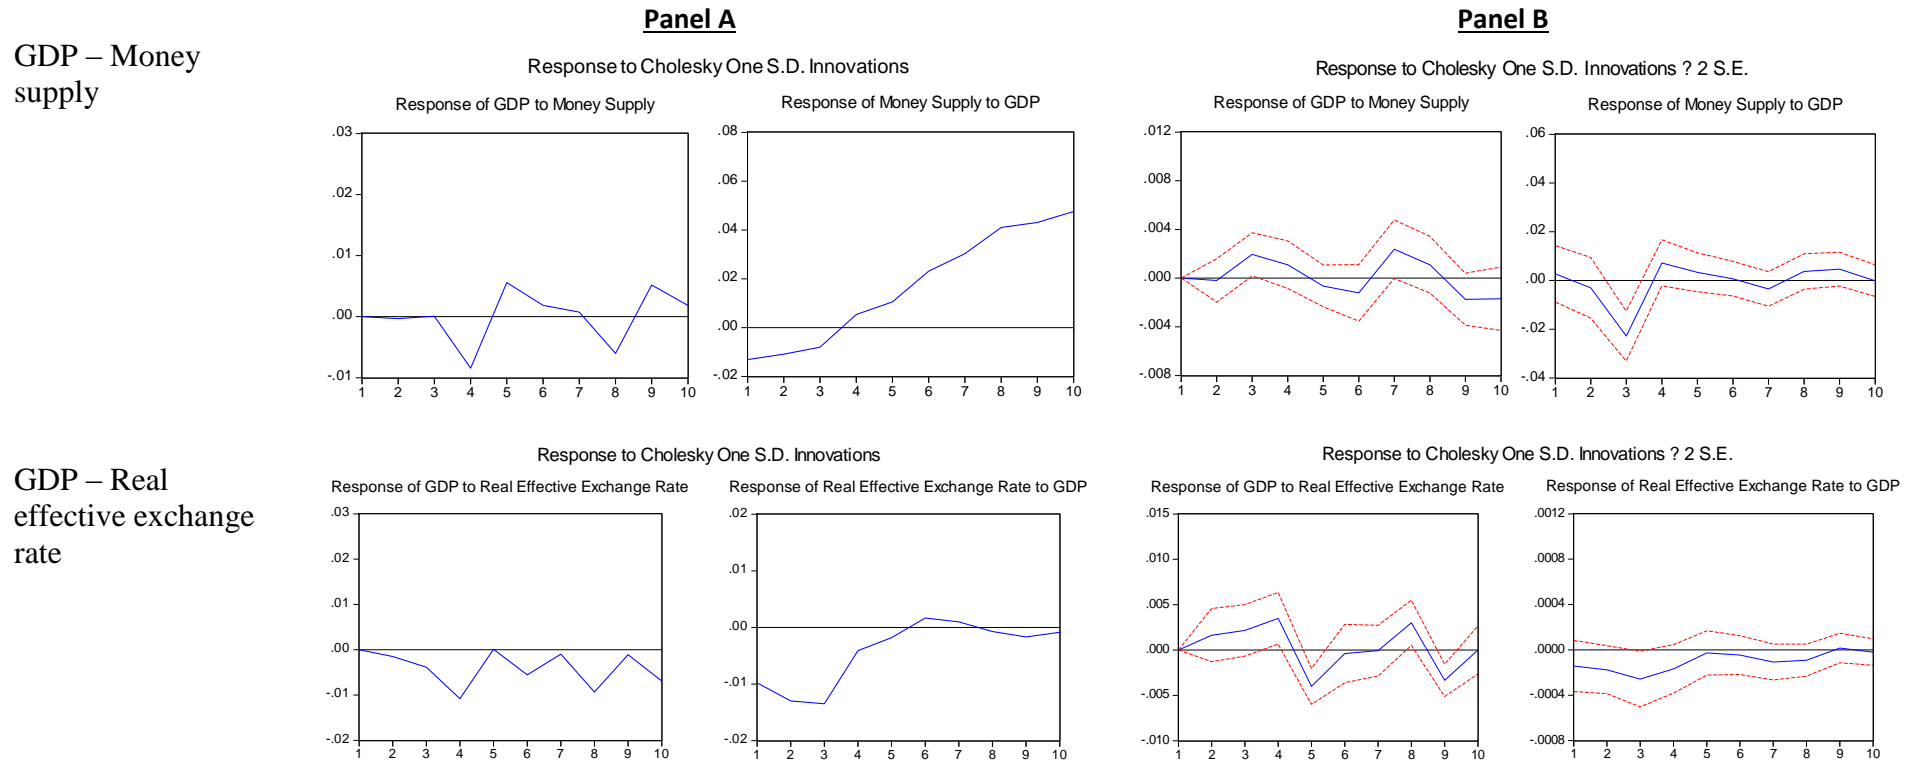 Panel A
Panel B
GDP – Money
supply
Response to Cholesky One S.D. Innovations
Response of GDP to Money Supply
.03
.02
.01
.00
-.01
1 2 3 4 5 6 7 8 9 10
Response of Money Supply to GDP
.08
.06
.04
.02
.00
-.02
1 2 3 4 5 6 7 8 9 10
Response to Cholesky One S.D. Innovations ? 2 S.E.
Response of GDP to Money Supply
.012
.008
.004
.000
-.004
-.008
1 2 3 4 5 6 7 8 9 10
Response of Money Supply to GDP
.06
.04
.02
.00
-.02
-.04
1 2 3 4 5 6 7 8 9 10
GDP – Real
effective exchange
rate
Response to Cholesky One S.D. Innovations
Response of GDP to Real Effective Exchange Rate
.03
.02
.01
.00
-.01
-.02
1 2 3 4 5 6 7 8 9 10
Response of Real Effective Exchange Rate to GDP
.02
.01
.00
-.01
-.02
1 2 3 4 5 6 7 8 9 10
Response to Cholesky One S.D. Innovations ? 2 S.E.
Response of GDP to Real Effective Exchange Rate
.015
.010
.005
.000
-.005
-.010
1 2 3 4 5 6 7 8 9 10
Response of Real Effective Exchange Rate to GDP
.0012
.0008
.0004
.0000
-.0004
-.0008
1 2 3 4 5 6 7 8 9 10